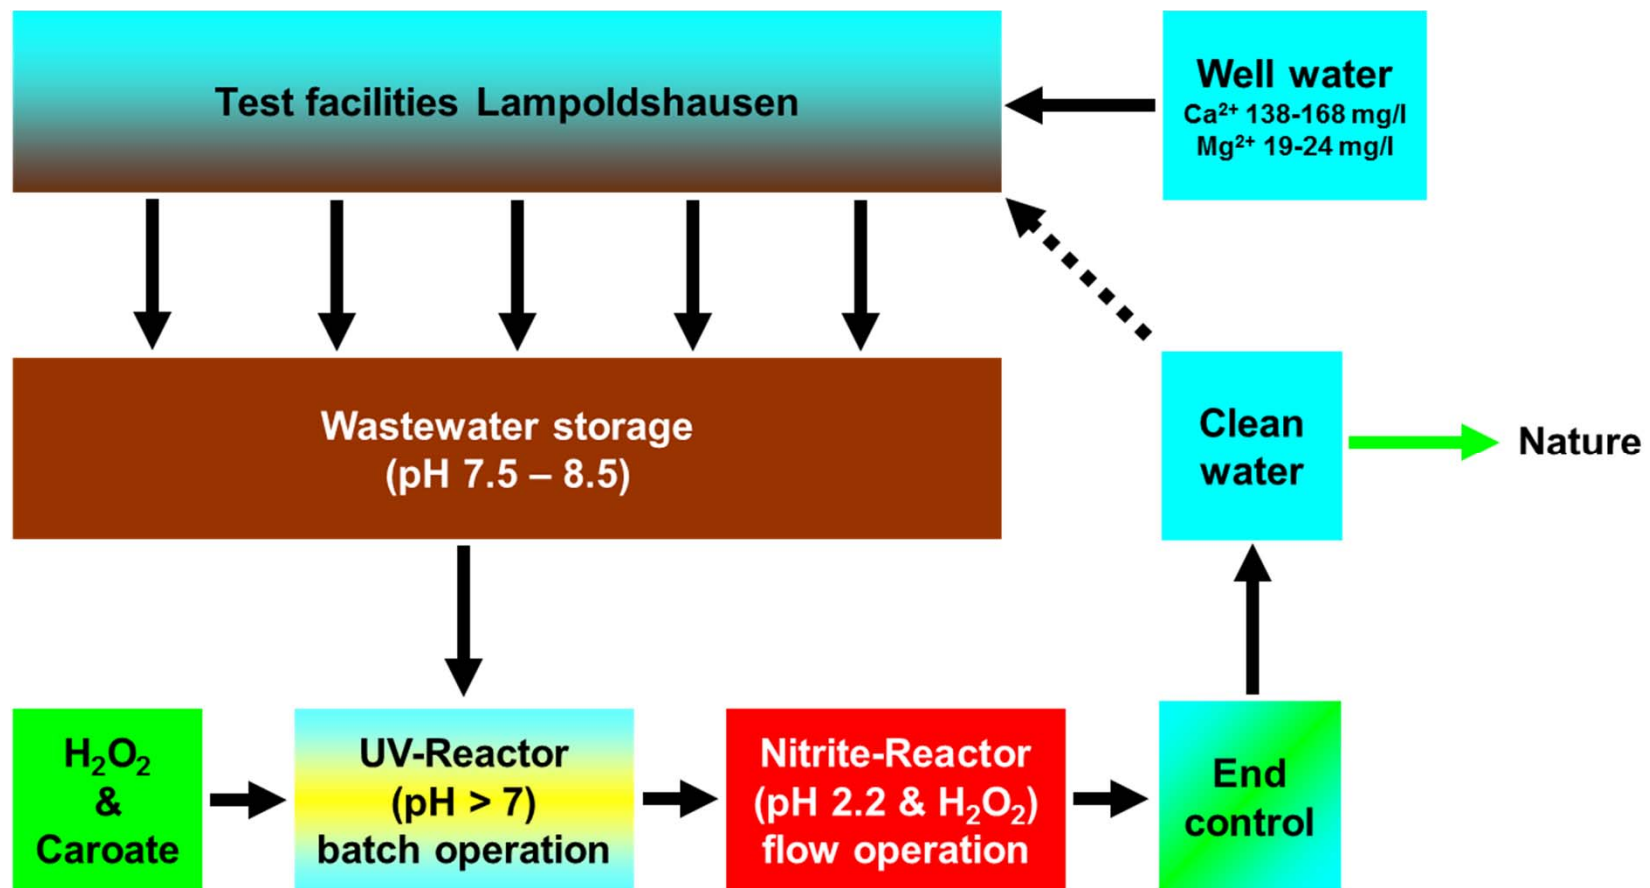 Test facilities Lampoldshausen
Well water
Ca²⁺ 138-168 mg/l
Mg²⁺ 19-24 mg/l
Wastewater storage
(pH 7.5 – 8.5)
Clean
water
Nature
H₂O₂
&
Caroate
UV-Reactor
(pH > 7)
batch operation
Nitrite-Reactor
(pH 2.2 & H₂O₂)
flow operation
End
control